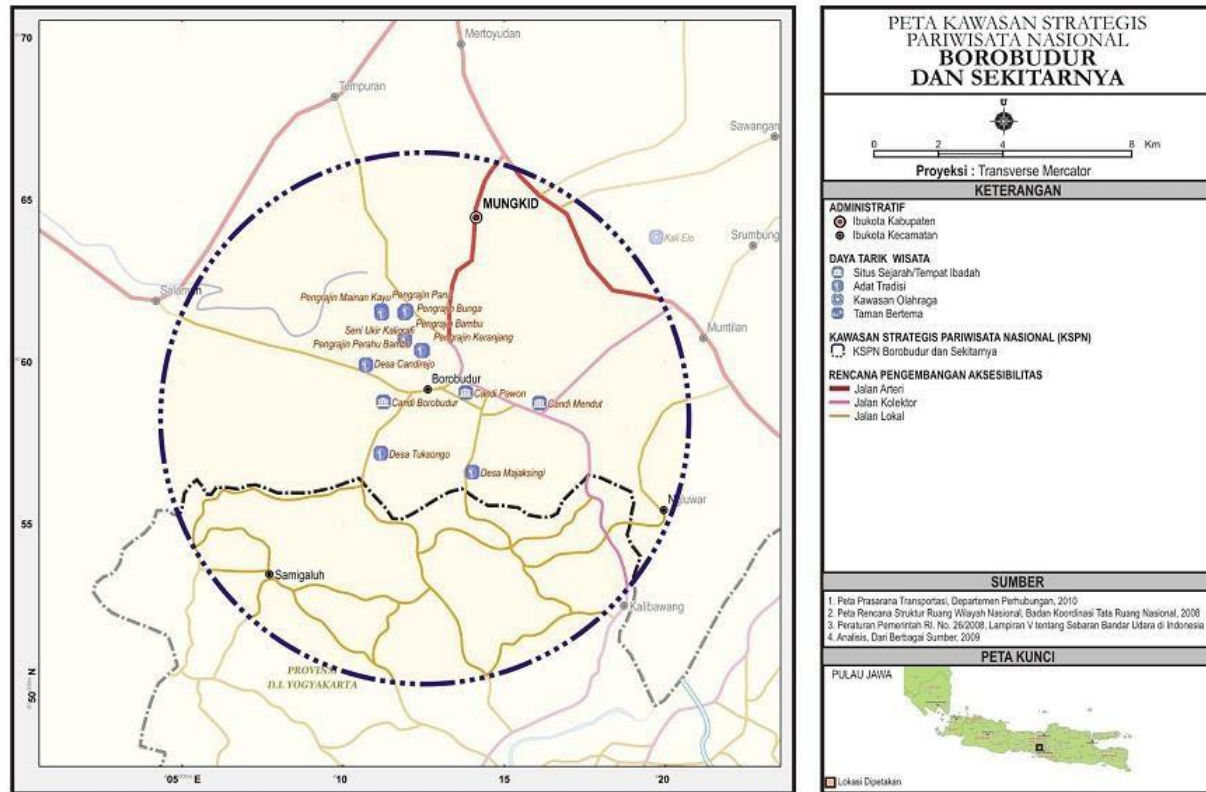 70
65
60
55
50
N
05
E
10
15
20
Mertoyudan
Tempuran
Sawangan
MUNGKID
Kali Elo
Srumbung
Salaman
Pengrajin Mainan Kayu
Pengrajin Bunga
Pengrajin Bambu
Seni Ukir Kaligrafi
Pengrajin Keranjang
Pengrajin Perahu Bambu
Muntilan
Desa Candirejo
Borobudur
Candi Pawon
Candi Borobudur
Candi Mendut
Desa Tuksongo
Desa Majaksingi
Samigaluh
Kalibawang
PROVINSI
D.I. YOGYAKARTA
PETA KAWASAN STRATEGIS
PARIWISATA NASIONAL
BOROBUDUR
DAN SEKITARNYA
U
0 2 4 8 Km
Proyeksi : Transverse Mercator
KETERANGAN
ADMINISTRATIF
Ibukota Kabupaten
Ibukota Kecamatan
DAYA TARIK WISATA
Situs Sejarah/Tempat Ibadah
Adat Tradisi
Kawasan Olahraga
Taman Bertema
KAWASAN STRATEGIS PARIWISATA NASIONAL (KSPN)
KSPN Borobudur dan Sekitarnya
RENCANA PENGEMBANGAN AKSESIBILITAS
Jalan Arteri
Jalan Kolektor
Jalan Lokal
SUMBER
1. Peta Prasarana Transportasi, Departemen Perhubungan, 2010
2. Peta Rencana Struktur Ruang Wilayah Nasional, Badan Koordinasi Tata Ruang Nasional, 2008
3. Peraturan Pemerintah RI. No. 26/2008, Lampiran V tentang Sebaran Bandar Udara di Indonesia
4. Analisis, Dari Berbagai Sumber, 2009
PETA KUNCI
PULAU JAWA
Lokasi Dipetakan